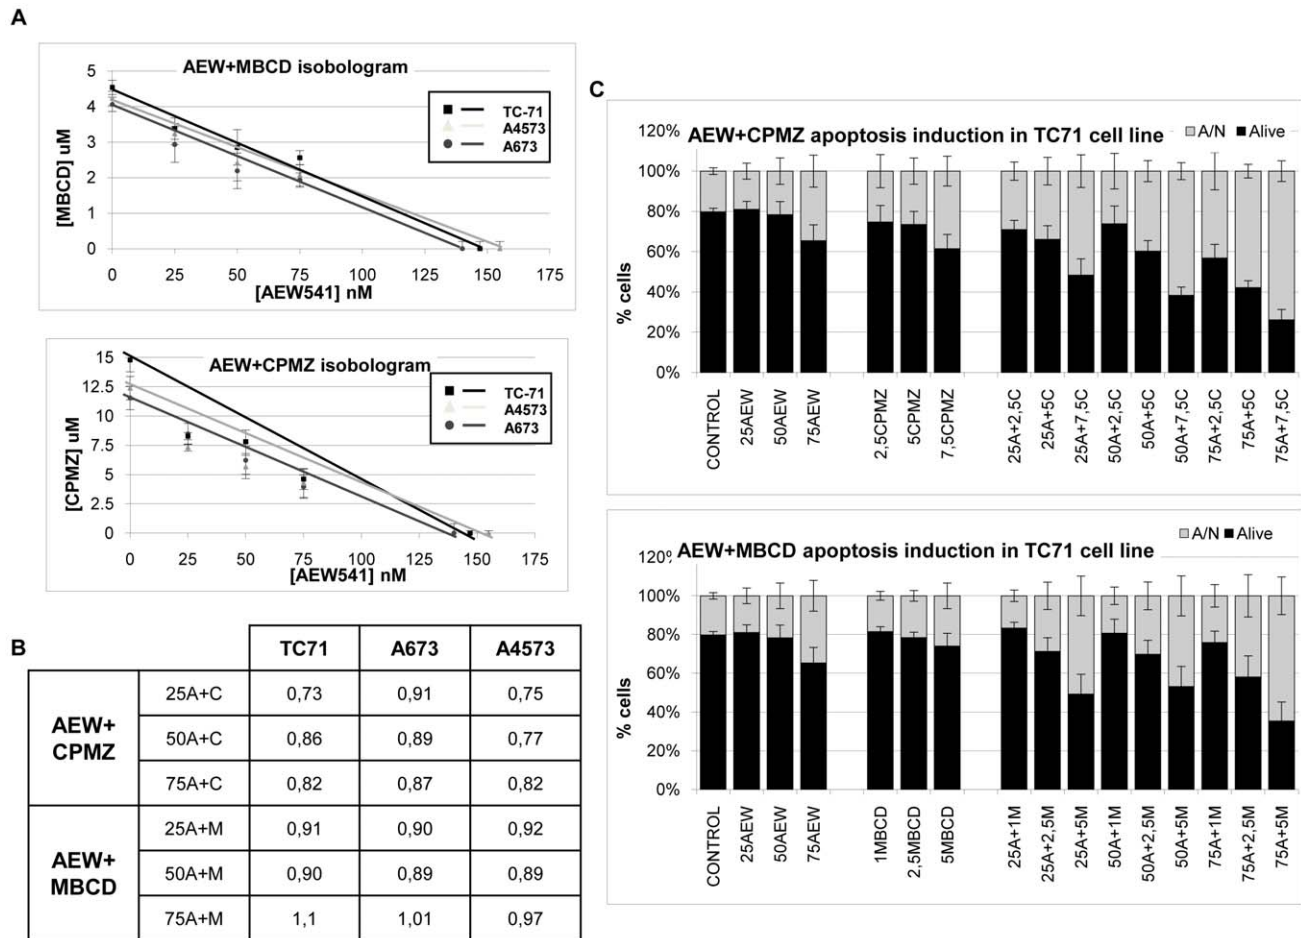 A
AEW+MBCD isobologram
5
4
3
2
1
0
[MBCD] uM
TC-71
A4573
A673
0 25 50 75 100 125 150 175
[AEW541] nM
AEW+CPMZ isobologram
15
12.5
10
7.5
5
2.5
0
[CPMZ] uM
TC-71
A4573
A673
0 25 50 75 100 125 150 175
[AEW541] nM
B
TC71 A673 A4573
AEW+
CPMZ
25A+C 0,73 0,91 0,75
50A+C 0,86 0,89 0,77
75A+C 0,82 0,87 0,82
AEW+
MBCD
25A+M 0,91 0,90 0,92
50A+M 0,90 0,89 0,89
75A+M 1,1 1,01 0,97
C
A/N Alive
AEW+CPMZ apoptosis induction in TC71 cell line
120%
100%
80%
60%
40%
20%
0%
% cells
CONTROL
25AEW
50AEW
75AEW
2,5CPMZ
5CPMZ
7,5CPMZ
25A+2,5C
25A+5C
25A+7,5C
50A+2,5C
50A+5C
50A+7,5C
75A+2,5C
75A+5C
75A+7,5C
A/N Alive
AEW+MBCD apoptosis induction in TC71 cell line
120%
100%
80%
60%
40%
20%
0%
% cells
CONTROL
25AEW
50AEW
75AEW
1MBCD
2,5MBCD
5MBCD
25A+1M
25A+2,5M
25A+5M
50A+1M
50A+2,5M
50A+5M
75A+1M
75A+2,5M
75A+5M